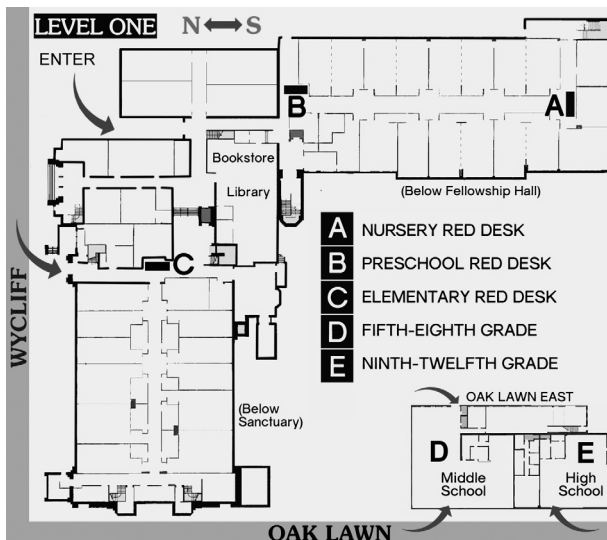 LEVEL ONE
N S
ENTER
B
A
Bookstore
Library
(Below Fellowship Hall)
A NURSERY RED DESK
B PRESCHOOL RED DESK
C ELEMENTARY RED DESK
D FIFTH-EIGHTH GRADE
E NINTH-TWELFTH GRADE
C
WYCLIFF
(Below
Sanctuary)
OAK LAWN EAST
D
Middle
School
E
High
School
OAK LAWN